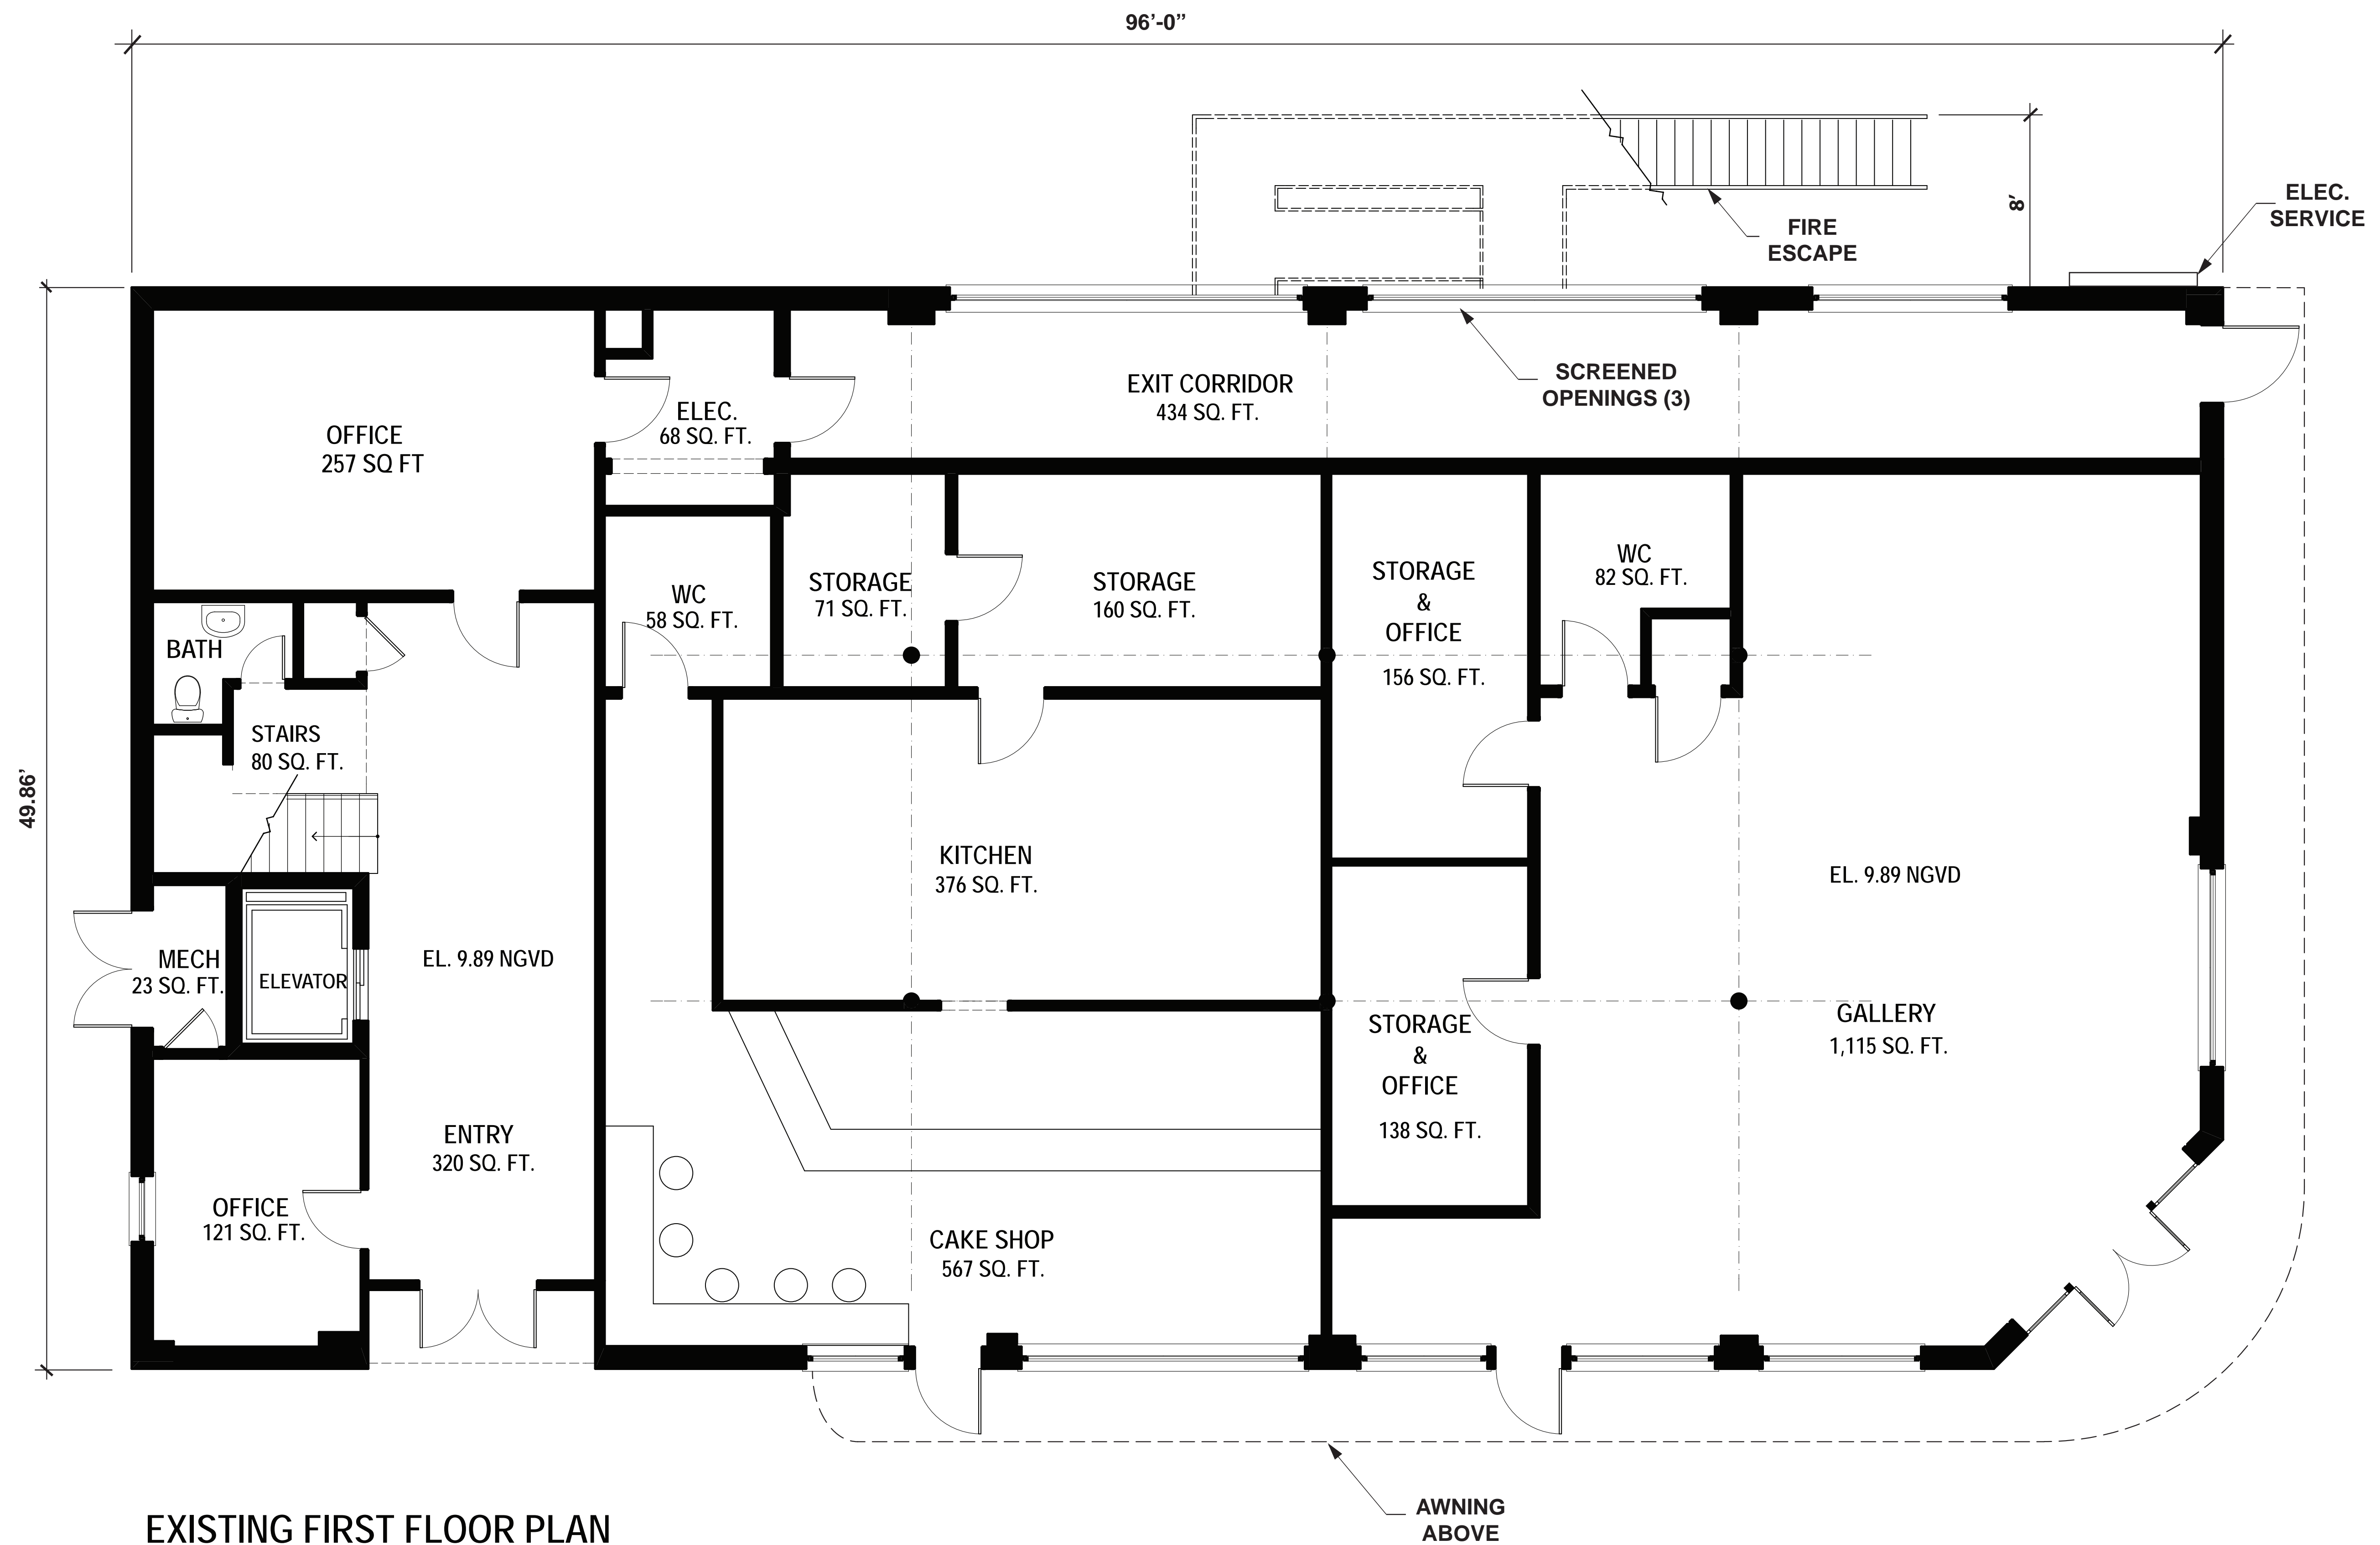 96’-0”
8’
ELEC.
SERVICE
FIRE
ESCAPE
SCREENED
OPENINGS (3)
EXIT CORRIDOR
434 SQ. FT.
ELEC.
68 SQ. FT.
OFFICE
257 SQ FT
WC
58 SQ. FT.
STORAGE
71 SQ. FT.
STORAGE
160 SQ. FT.
STORAGE
&
OFFICE
156 SQ. FT.
WC
82 SQ. FT.
BATH
STAIRS
80 SQ. FT.
49.86’
KITCHEN
376 SQ. FT.
EL. 9.89 NGVD
MECH
23 SQ. FT.
ELEVATOR
EL. 9.89 NGVD
GALLERY
1,115 SQ. FT.
STORAGE
&
OFFICE
138 SQ. FT.
ENTRY
320 SQ. FT.
OFFICE
121 SQ. FT.
CAKE SHOP
567 SQ. FT.
AWNING
ABOVE
EXISTING FIRST FLOOR PLAN